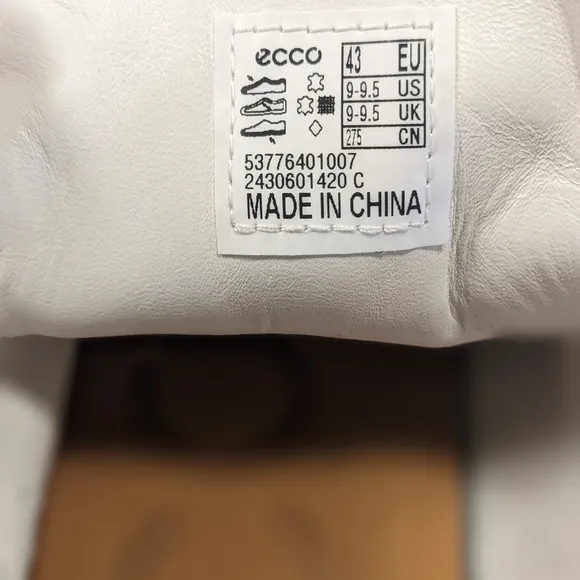 ecco
43 EU
9-9.5 US
9-9.5 UK
275 CN
53776401007
2430601420 C
MADE IN CHINA